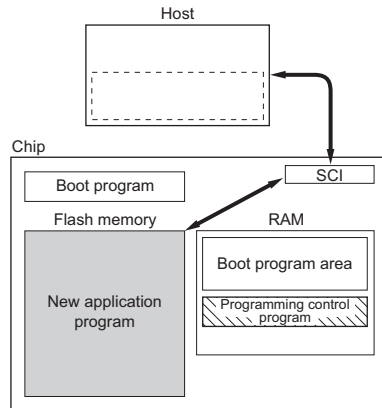 Host
Chip
SCI
Boot program
Flash memory
RAM
Boot program area
New application
program
Programming control
program